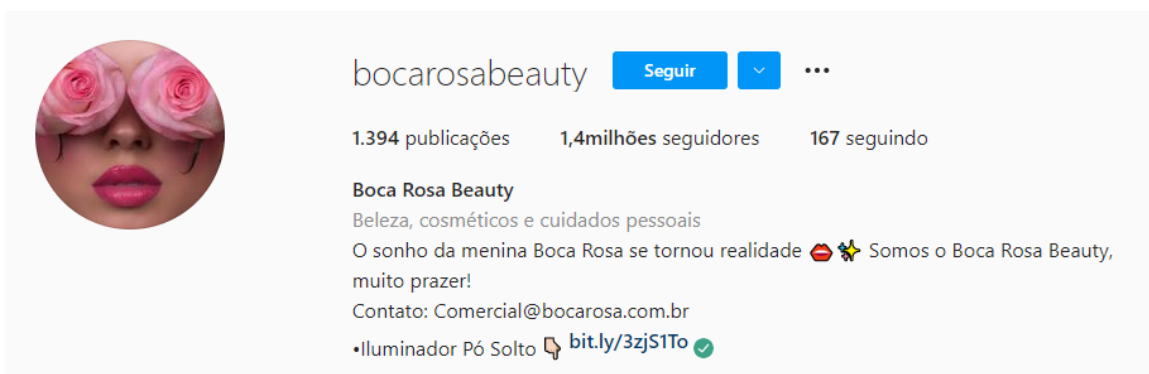 bocarosabeauty Seguir
1.394 publicações 1,4milhões seguidores 167 seguindo
Boca Rosa Beauty
Beleza, cosméticos e cuidados pessoais
O sonho da menina Boca Rosa se tornou realidade 👄✨ Somos o Boca Rosa Beauty,
muito prazer!
Contato: Comercial@bocarosa.com.br
•Iluminador Pó Solto 👇🏻 bit.ly/3zjS1To